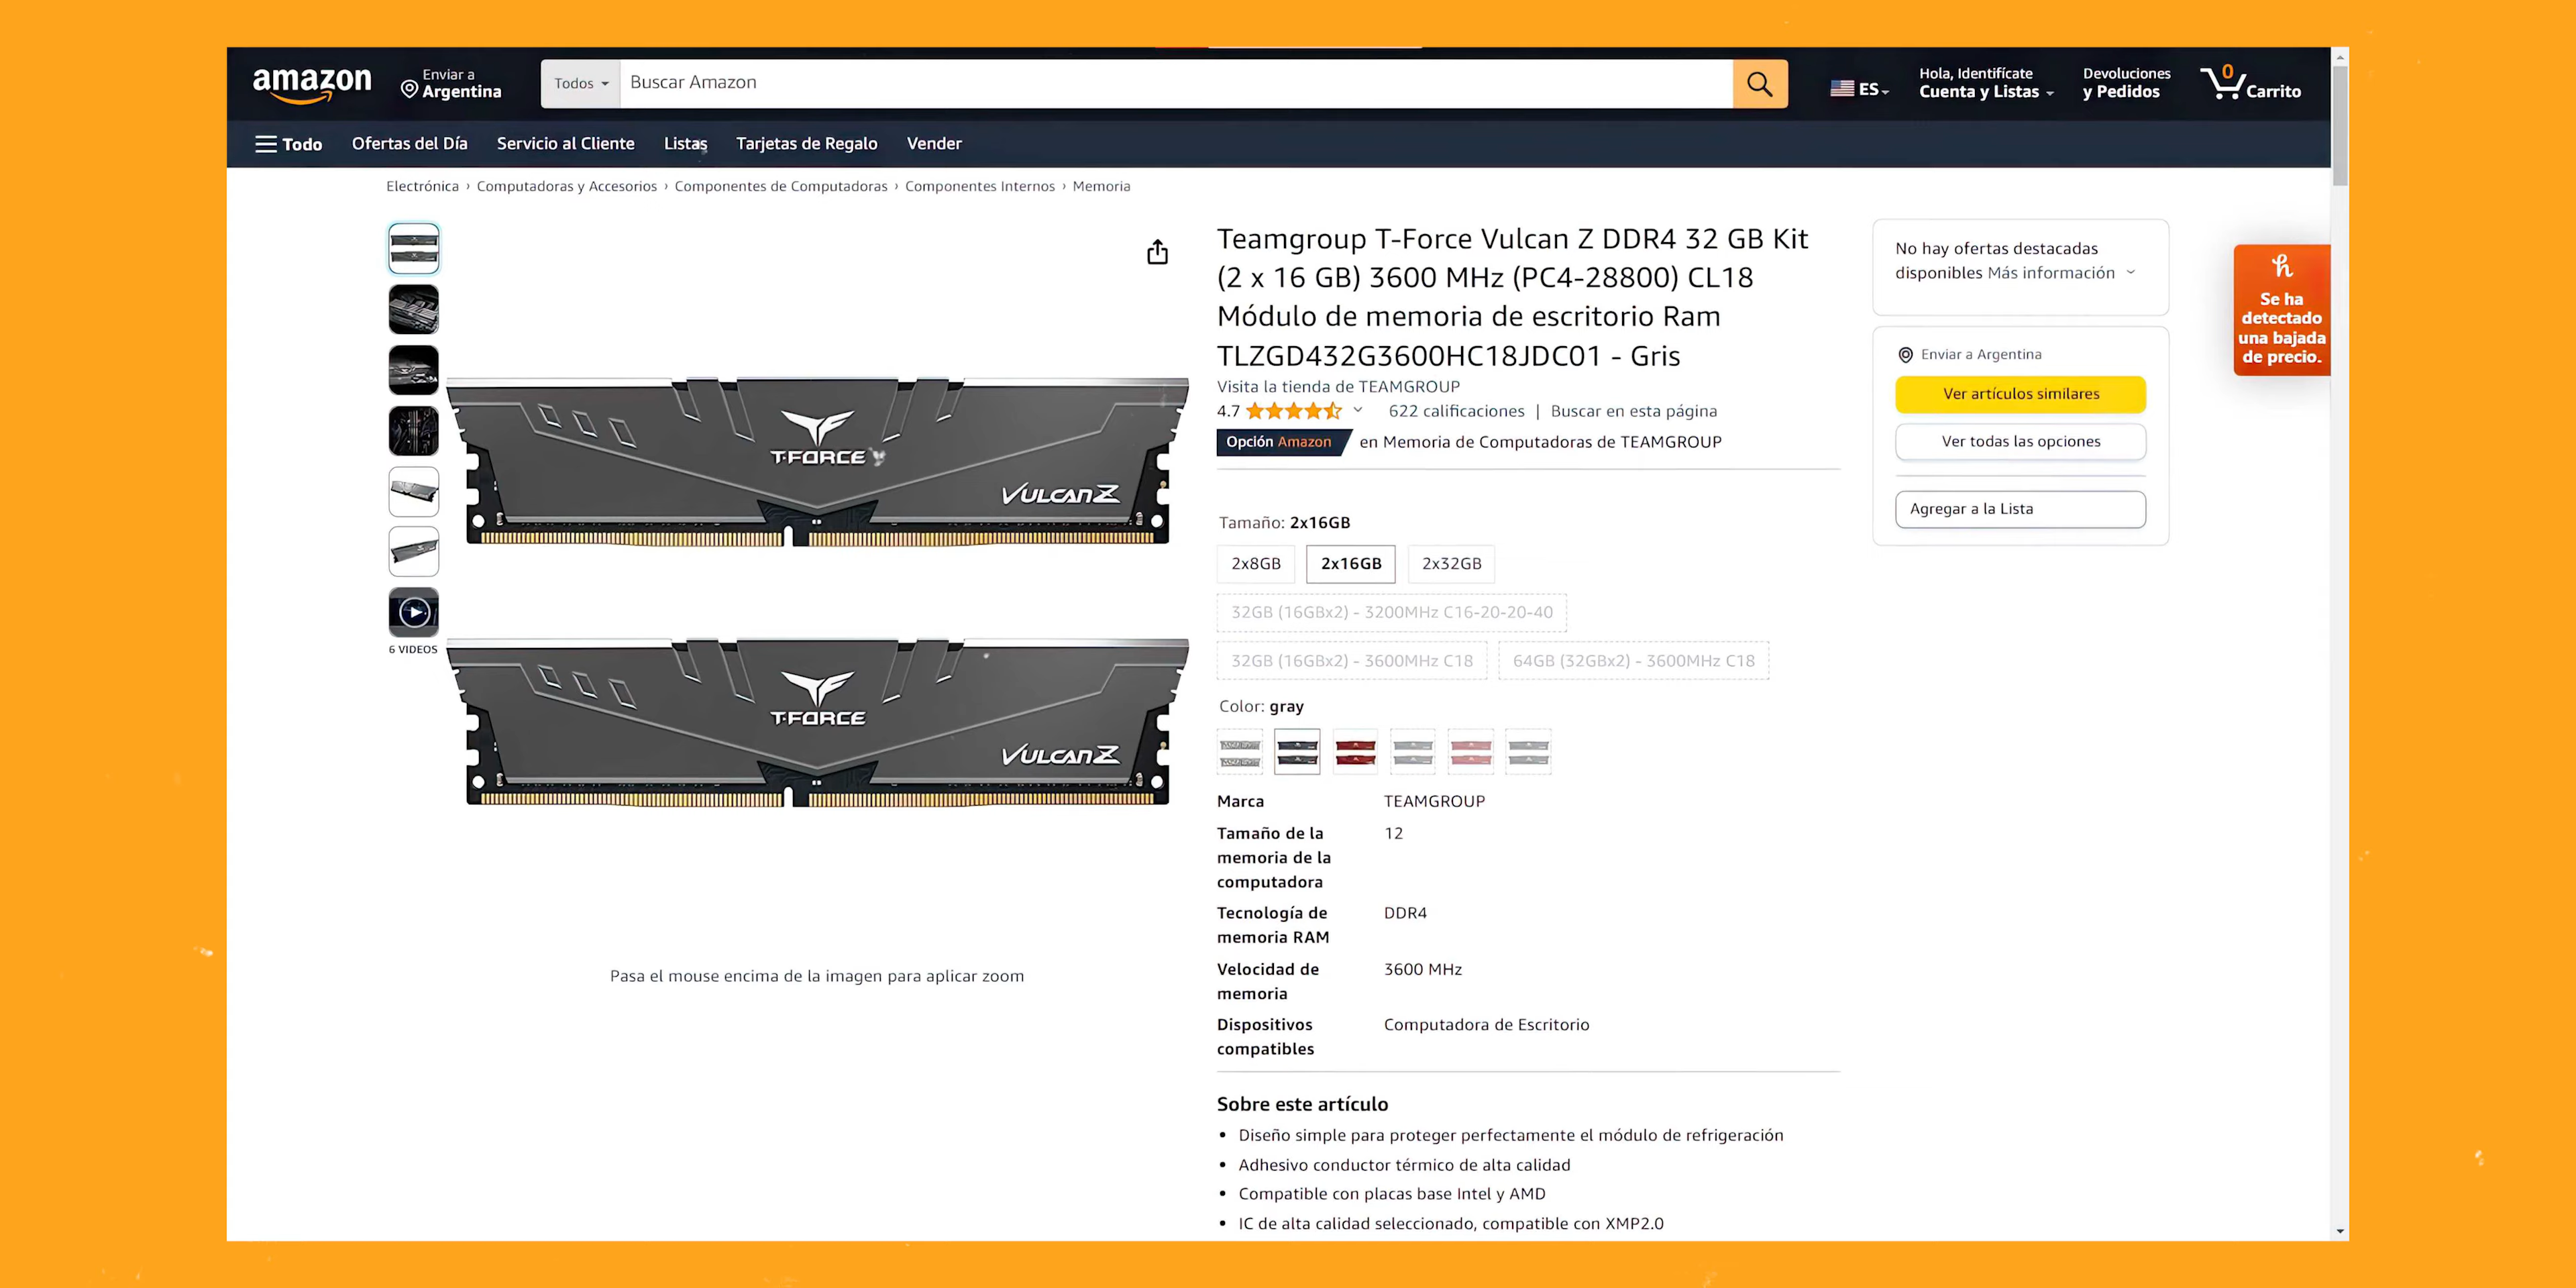 amazon
Enviar a
Argentina
Todos
Buscar Amazon
ES
Hola, Identifícate
Cuenta y Listas
Devoluciones
y Pedidos
0
Carrito
Todo
Ofertas del Día
Servicio al Cliente
Listas
Tarjetas de Regalo
Vender
Electrónica › Computadoras y Accesorios › Componentes de Computadoras › Componentes Internos › Memoria
6 VIDEOS
T-FORCE
VULCANZ
T-FORCE
VULCANZ
Pasa el mouse encima de la imagen para aplicar zoom
Teamgroup T-Force Vulcan Z DDR4 32 GB Kit
(2 x 16 GB) 3600 MHz (PC4-28800) CL18
Módulo de memoria de escritorio Ram
TLZGD432G3600HC18JDC01 - Gris
Visita la tienda de TEAMGROUP
4.7
622 calificaciones | Buscar en esta página
Opción Amazon en Memoria de Computadoras de TEAMGROUP
Tamaño: 2x16GB
2x8GB
2x16GB
2x32GB
32GB (16GBx2) - 3200MHz C16-20-20-40
32GB (16GBx2) - 3600MHz C18
64GB (32GBx2) - 3600MHz C18
Color: gray
Marca
TEAMGROUP
Tamaño de la
memoria de la
computadora
12
Tecnología de
memoria RAM
DDR4
Velocidad de
memoria
3600 MHz
Dispositivos
compatibles
Computadora de Escritorio
Sobre este artículo
• Diseño simple para proteger perfectamente el módulo de refrigeración
• Adhesivo conductor térmico de alta calidad
• Compatible con placas base Intel y AMD
• IC de alta calidad seleccionado, compatible con XMP2.0
No hay ofertas destacadas
disponibles Más información
Enviar a Argentina
Ver artículos similares
Ver todas las opciones
Agregar a la Lista
h
Se ha
detectado
una bajada
de precio.